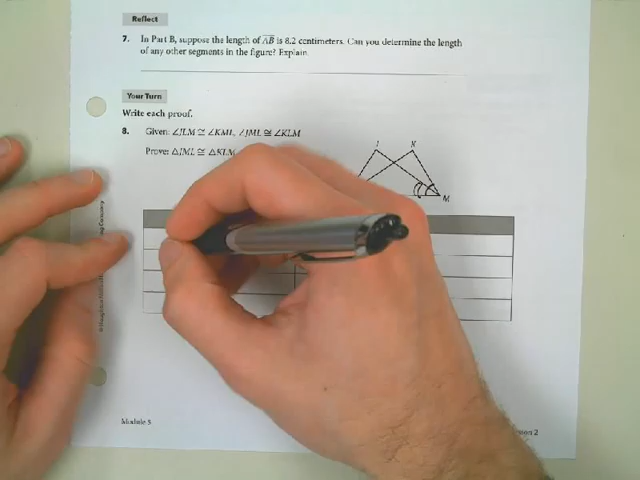 Reflect
7. In Part B, suppose the length of AB is 8.2 centimeters. Can you determine the length
of any other segments in the figure? Explain.
Your Turn
Write each proof.
8. Given: ∠JLM ≅ ∠KML, ∠JML ≅ ∠KLM
Prove: △JML ≅ △KLM
J K
M
Module 5